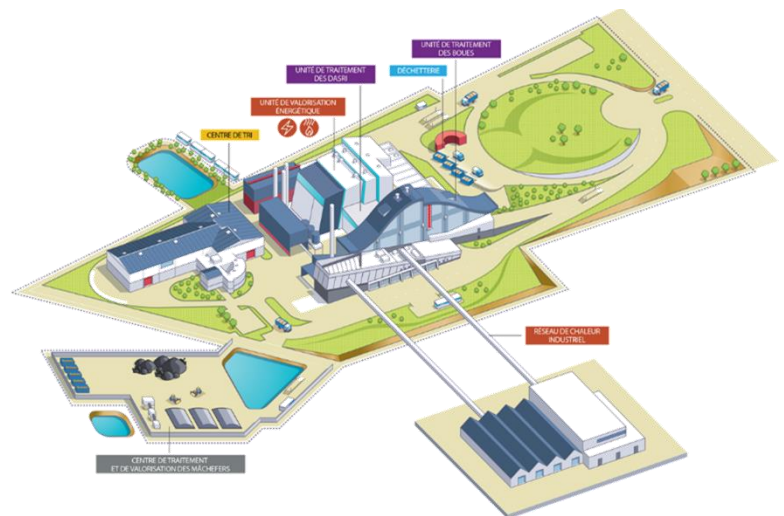 UNITÉ DE TRAITEMENT
DES BOUES
UNITÉ DE TRAITEMENT
DES DASRI
DÉCHETTERIE
UNITÉ DE VALORISATION
ÉNERGÉTIQUE
CENTRE DE TRI
RÉSEAU DE CHALEUR
INDUSTRIEL
CENTRE DE TRAITEMENT
ET DE VALORISATION DES MÂCHEFERS